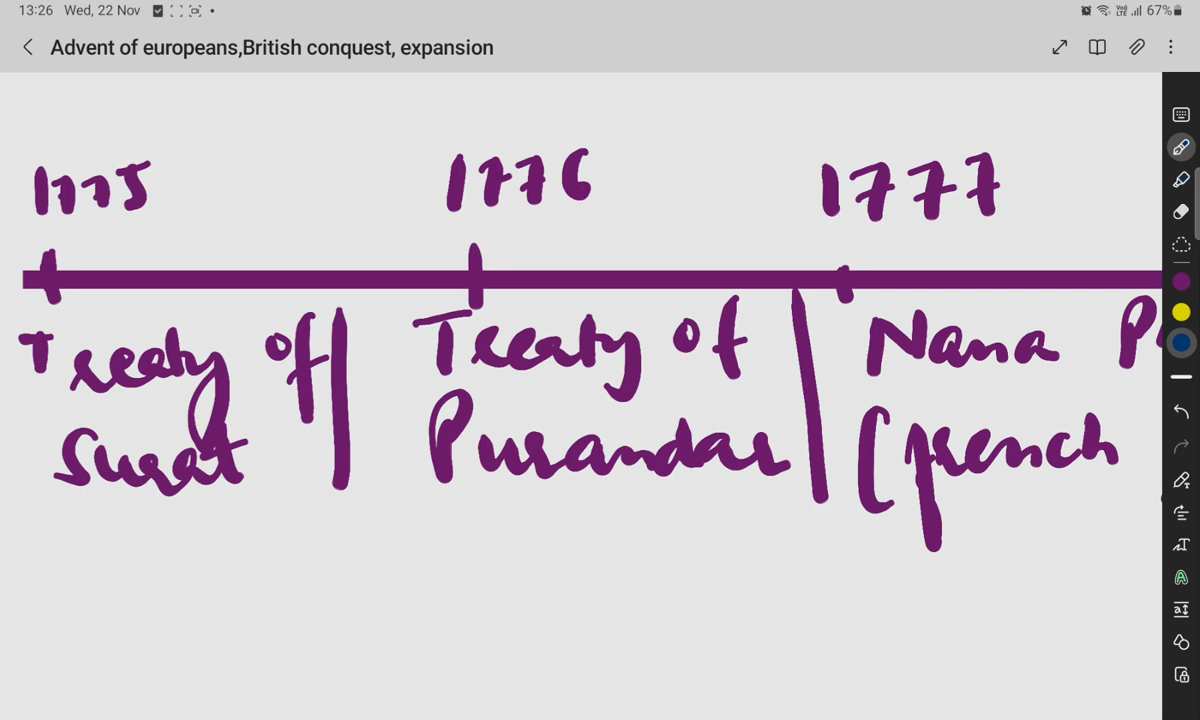 13:26 Wed, 22 Nov
67%
Advent of europeans,British conquest, expansion
1775 1776 1777
Treaty of Treaty of Nana P
Surat Purandar (french